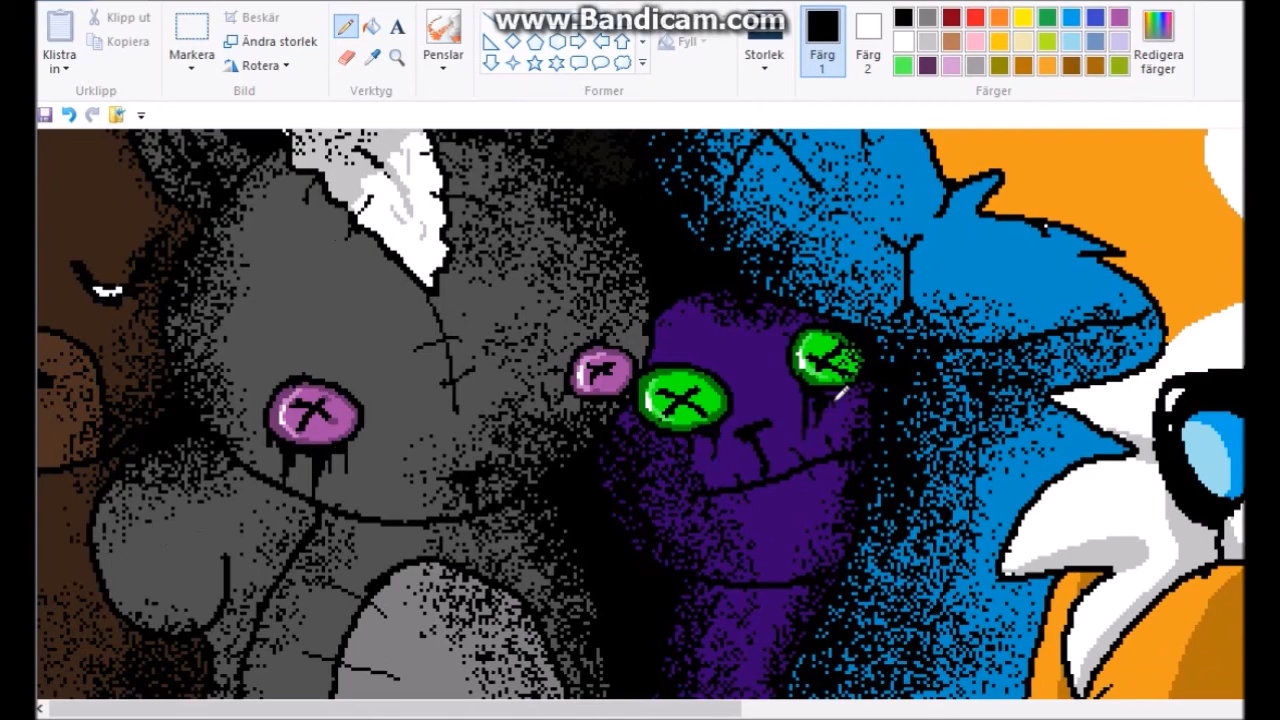 www.Bandicam.com
Klistra
in
Klipp ut
Kopiera
Urklipp
Markera
Beskär
Ändra storlek
Rotera
Bild
A
Verktyg
Penslar
Fyll
Former
Storlek
Färg
1
Färg
2
Redigera
färger
Färger